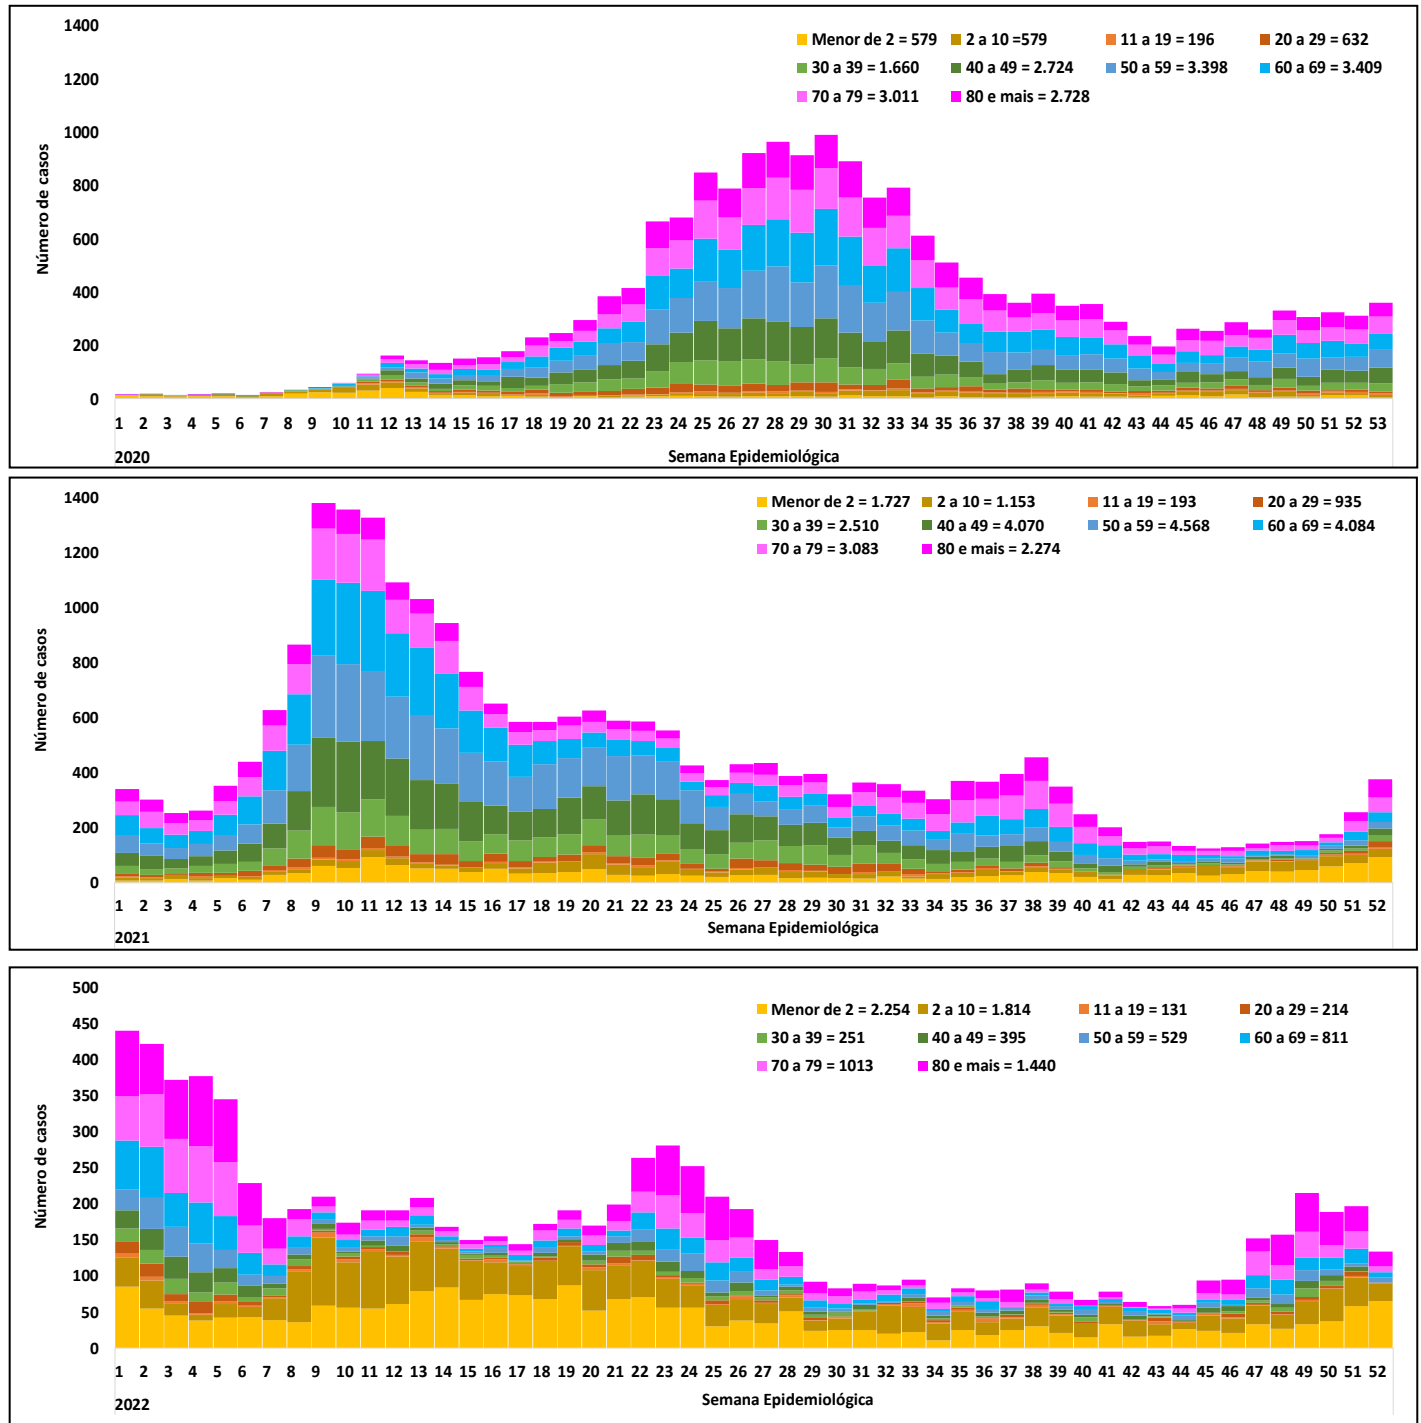 1400
Menor de 2 = 579 2 a 10 =579 11 a 19 = 196 20 a 29 = 632
30 a 39 = 1.660 40 a 49 = 2.724 50 a 59 = 3.398 60 a 69 = 3.409
70 a 79 = 3.011 80 e mais = 2.728
1200
1000
800
600
400
200
0
Número de casos
1 2 3 4 5 6 7 8 9 10 11 12 13 14 15 16 17 18 19 20 21 22 23 24 25 26 27 28 29 30 31 32 33 34 35 36 37 38 39 40 41 42 43 44 45 46 47 48 49 50 51 52 53
2020
Semana Epidemiológica
1400
Menor de 2 = 1.727 2 a 10 = 1.153 11 a 19 = 193 20 a 29 = 935
30 a 39 = 2.510 40 a 49 = 4.070 50 a 59 = 4.568 60 a 69 = 4.084
70 a 79 = 3.083 80 e mais = 2.274
1200
1000
800
600
400
200
0
Número de casos
1 2 3 4 5 6 7 8 9 10 11 12 13 14 15 16 17 18 19 20 21 22 23 24 25 26 27 28 29 30 31 32 33 34 35 36 37 38 39 40 41 42 43 44 45 46 47 48 49 50 51 52
2021
Semana Epidemiológica
500
Menor de 2 = 2.254 2 a 10 = 1.814 11 a 19 = 131 20 a 29 = 214
30 a 39 = 251 40 a 49 = 395 50 a 59 = 529 60 a 69 = 811
70 a 79 = 1013 80 e mais = 1.440
450
400
350
300
250
200
150
100
50
0
Número de casos
1 2 3 4 5 6 7 8 9 10 11 12 13 14 15 16 17 18 19 20 21 22 23 24 25 26 27 28 29 30 31 32 33 34 35 36 37 38 39 40 41 42 43 44 45 46 47 48 49 50 51 52
2022
Semana Epidemiológica